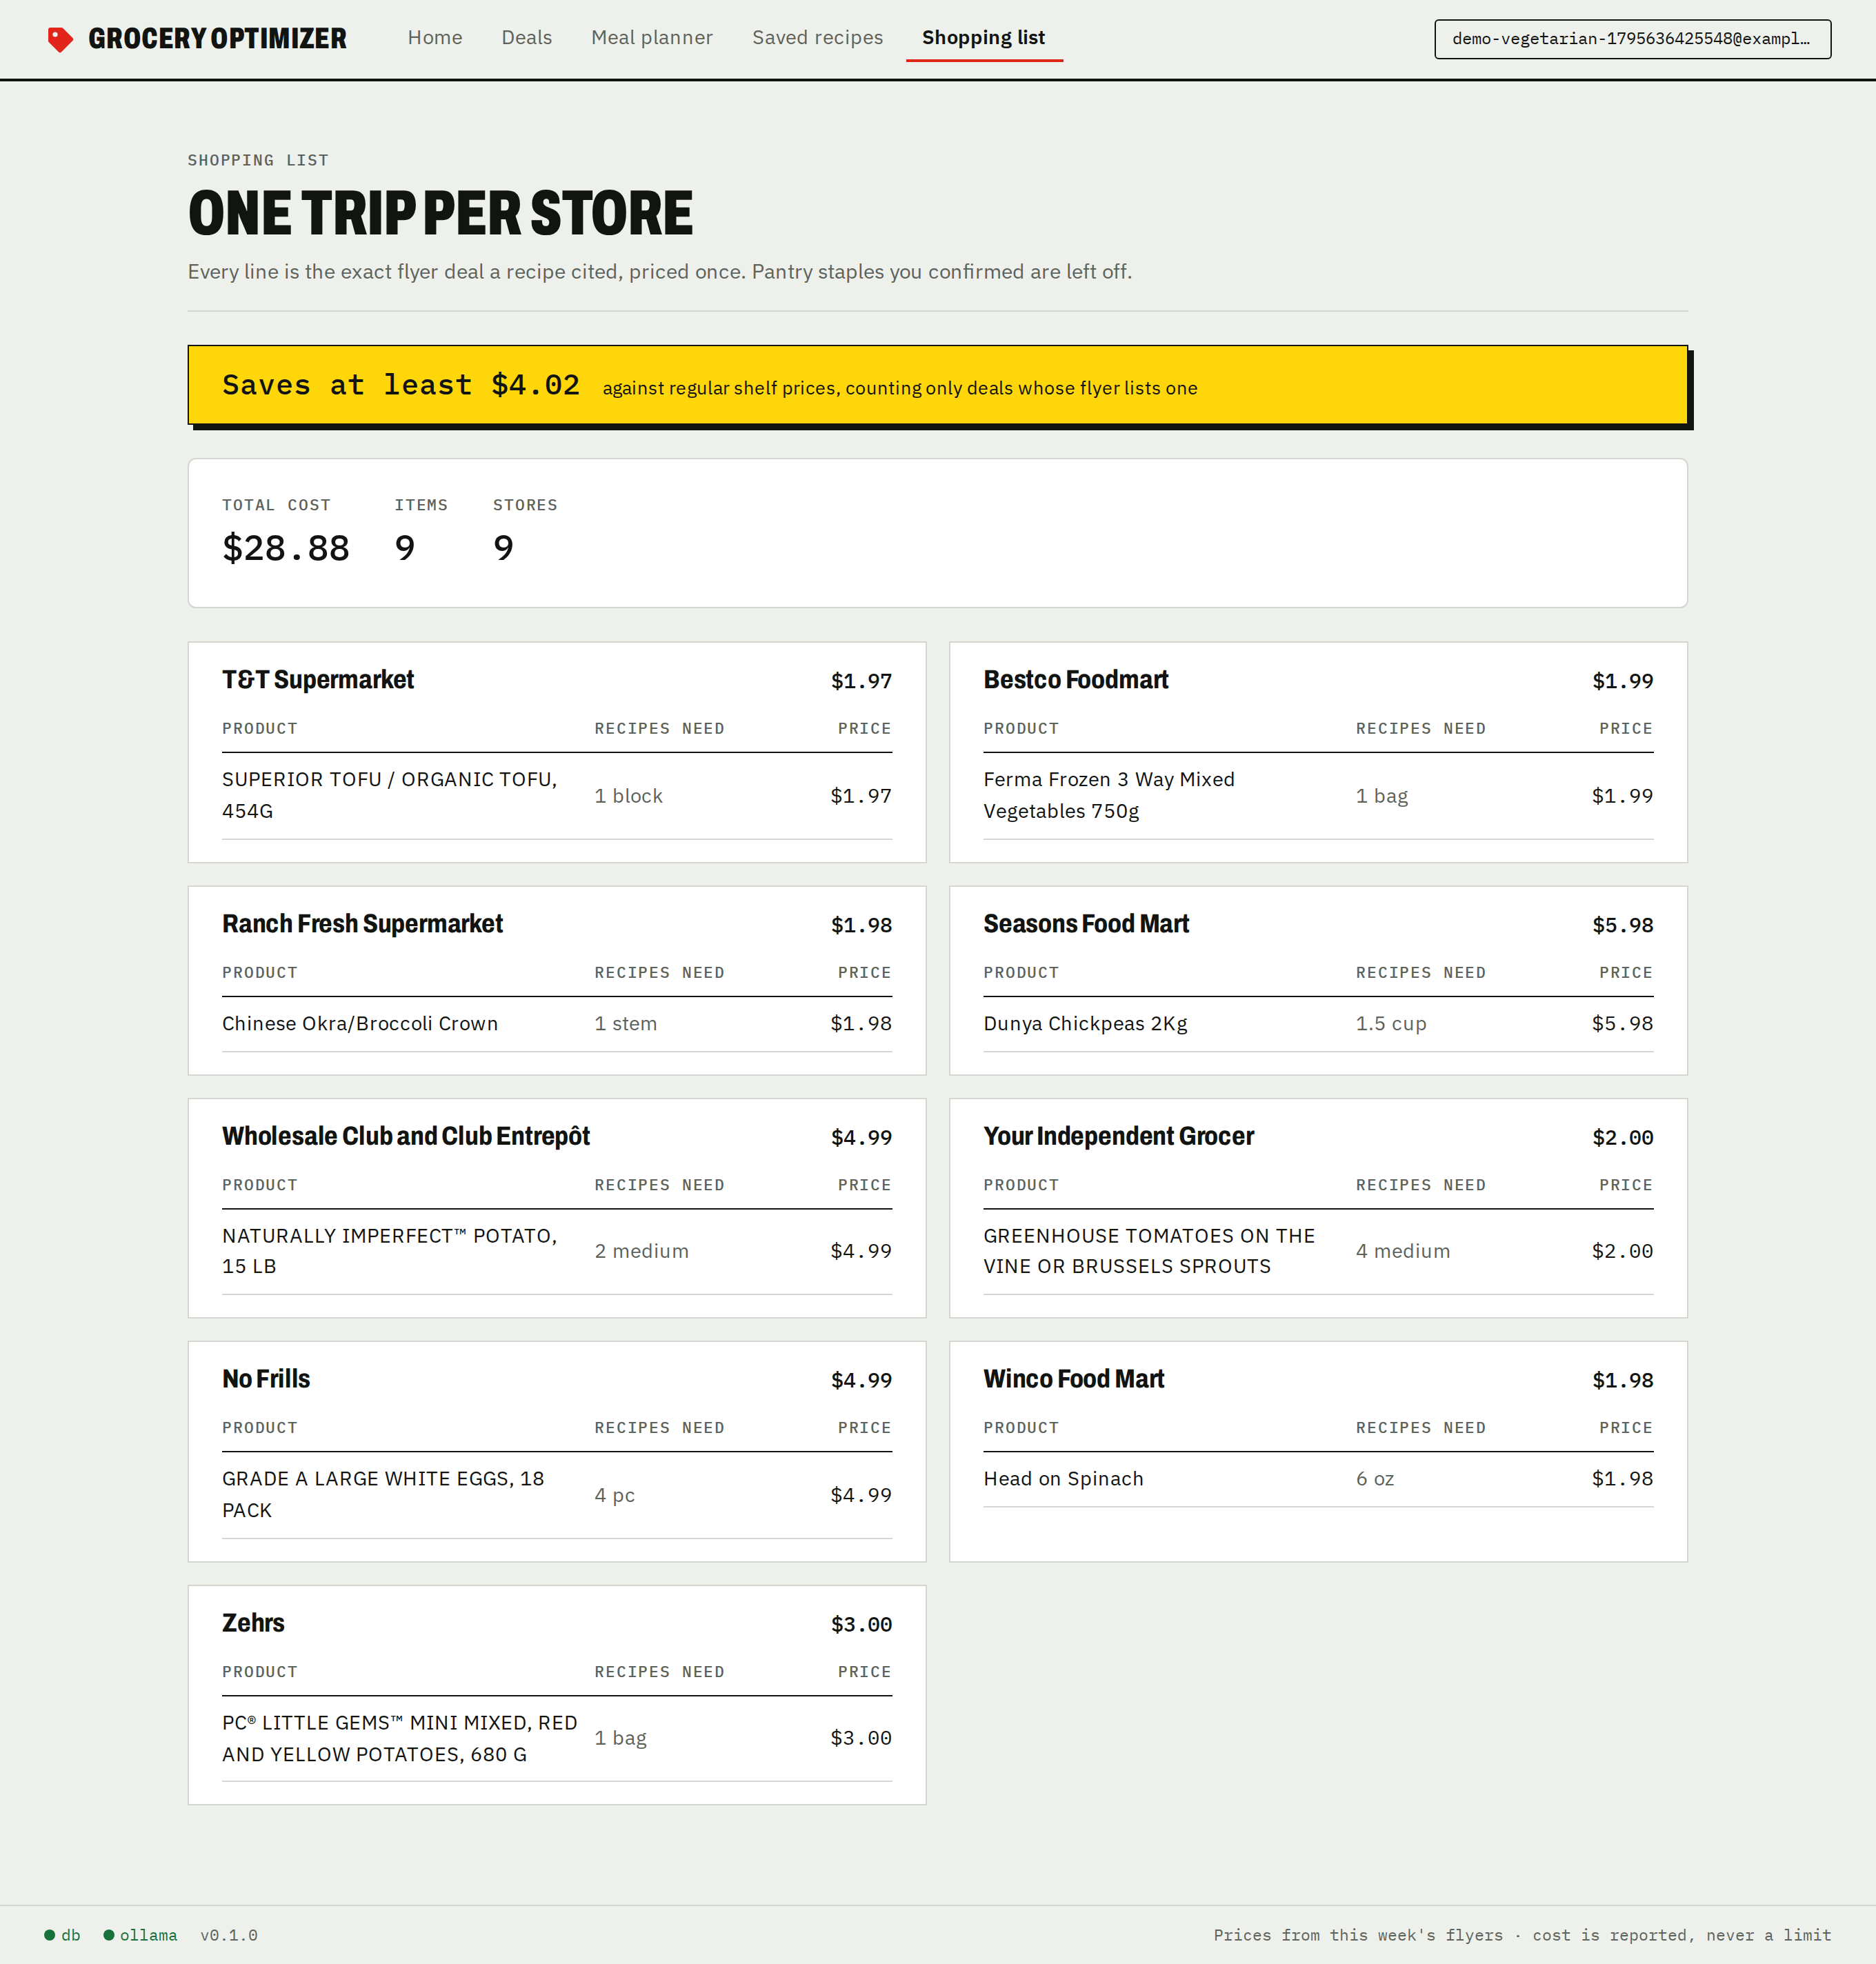 GROCERY OPTIMIZER
Home
Deals
Meal planner
Saved recipes
Shopping list
demo-vegetarian-1795636425548@exampl…
SHOPPING LIST
ONE TRIP PER STORE
Every line is the exact flyer deal a recipe cited, priced once. Pantry staples you confirmed are left off.
Saves at least $4.02 against regular shelf prices, counting only deals whose flyer lists one
TOTAL COST ITEMS STORES
$28.88 9 9
T&T Supermarket $1.97
PRODUCT RECIPES NEED PRICE
SUPERIOR TOFU / ORGANIC TOFU,
454G
1 block $1.97
Bestco Foodmart $1.99
PRODUCT RECIPES NEED PRICE
Ferma Frozen 3 Way Mixed
Vegetables 750g
1 bag $1.99
Ranch Fresh Supermarket $1.98
PRODUCT RECIPES NEED PRICE
Chinese Okra/Broccoli Crown 1 stem $1.98
Seasons Food Mart $5.98
PRODUCT RECIPES NEED PRICE
Dunya Chickpeas 2Kg 1.5 cup $5.98
Wholesale Club and Club Entrepôt $4.99
PRODUCT RECIPES NEED PRICE
NATURALLY IMPERFECT™ POTATO,
15 LB
2 medium $4.99
Your Independent Grocer $2.00
PRODUCT RECIPES NEED PRICE
GREENHOUSE TOMATOES ON THE
VINE OR BRUSSELS SPROUTS
4 medium $2.00
No Frills $4.99
PRODUCT RECIPES NEED PRICE
GRADE A LARGE WHITE EGGS, 18
PACK
4 pc $4.99
Winco Food Mart $1.98
PRODUCT RECIPES NEED PRICE
Head on Spinach 6 oz $1.98
Zehrs $3.00
PRODUCT RECIPES NEED PRICE
PC® LITTLE GEMS™ MINI MIXED, RED
AND YELLOW POTATOES, 680 G
1 bag $3.00
db ollama v0.1.0
Prices from this week's flyers · cost is reported, never a limit